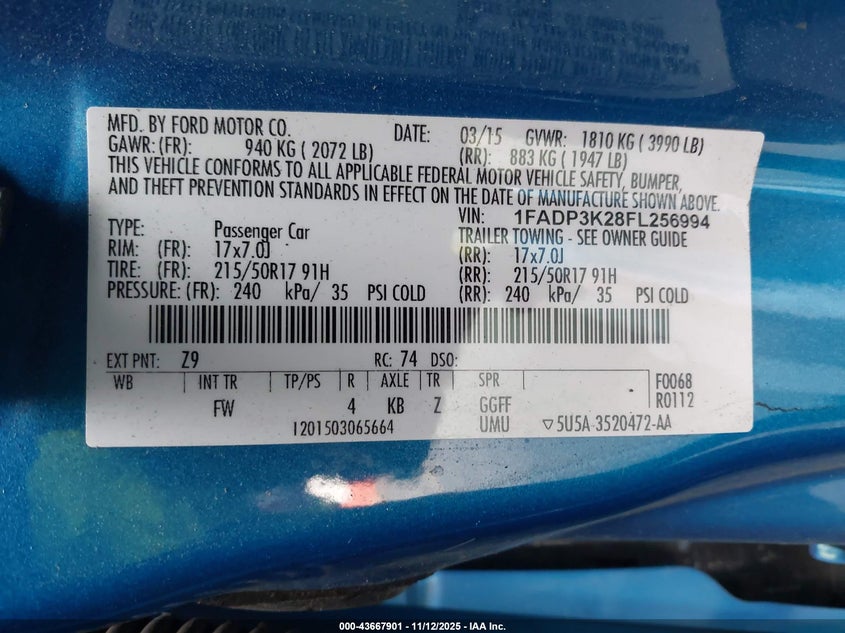 MFD. BY FORD MOTOR CO. DATE: 03/15 GVWR: 1810 KG ( 3990 LB)
GAWR: (FR): 940 KG ( 2072 LB) (RR): 883 KG ( 1947 LB)
THIS VEHICLE CONFORMS TO ALL APPLICABLE FEDERAL MOTOR VEHICLE SAFETY, BUMPER,
AND THEFT PREVENTION STANDARDS IN EFFECT ON THE DATE OF MANUFACTURE SHOWN ABOVE.
VIN: 1FADP3K28FL256994
TYPE: Passenger Car TRAILER TOWING - SEE OWNER GUIDE
RIM: (FR): 17x7.0J (RR): 17x7.0J
TIRE: (FR): 215/50R17 91H (RR): 215/50R17 91H
PRESSURE: (FR): 240 kPa/ 35 PSI COLD (RR): 240 kPa/ 35 PSI COLD
EXT PNT: Z9 RC: 74 DSO:
WB INT TR TP/PS R AXLE TR SPR F0068
FW 4 KB Z GGFF R0112
1201503065664 UMU ▽5U5A-3520472-AA
000-43667901 - 11/12/2025 - IAA Inc.